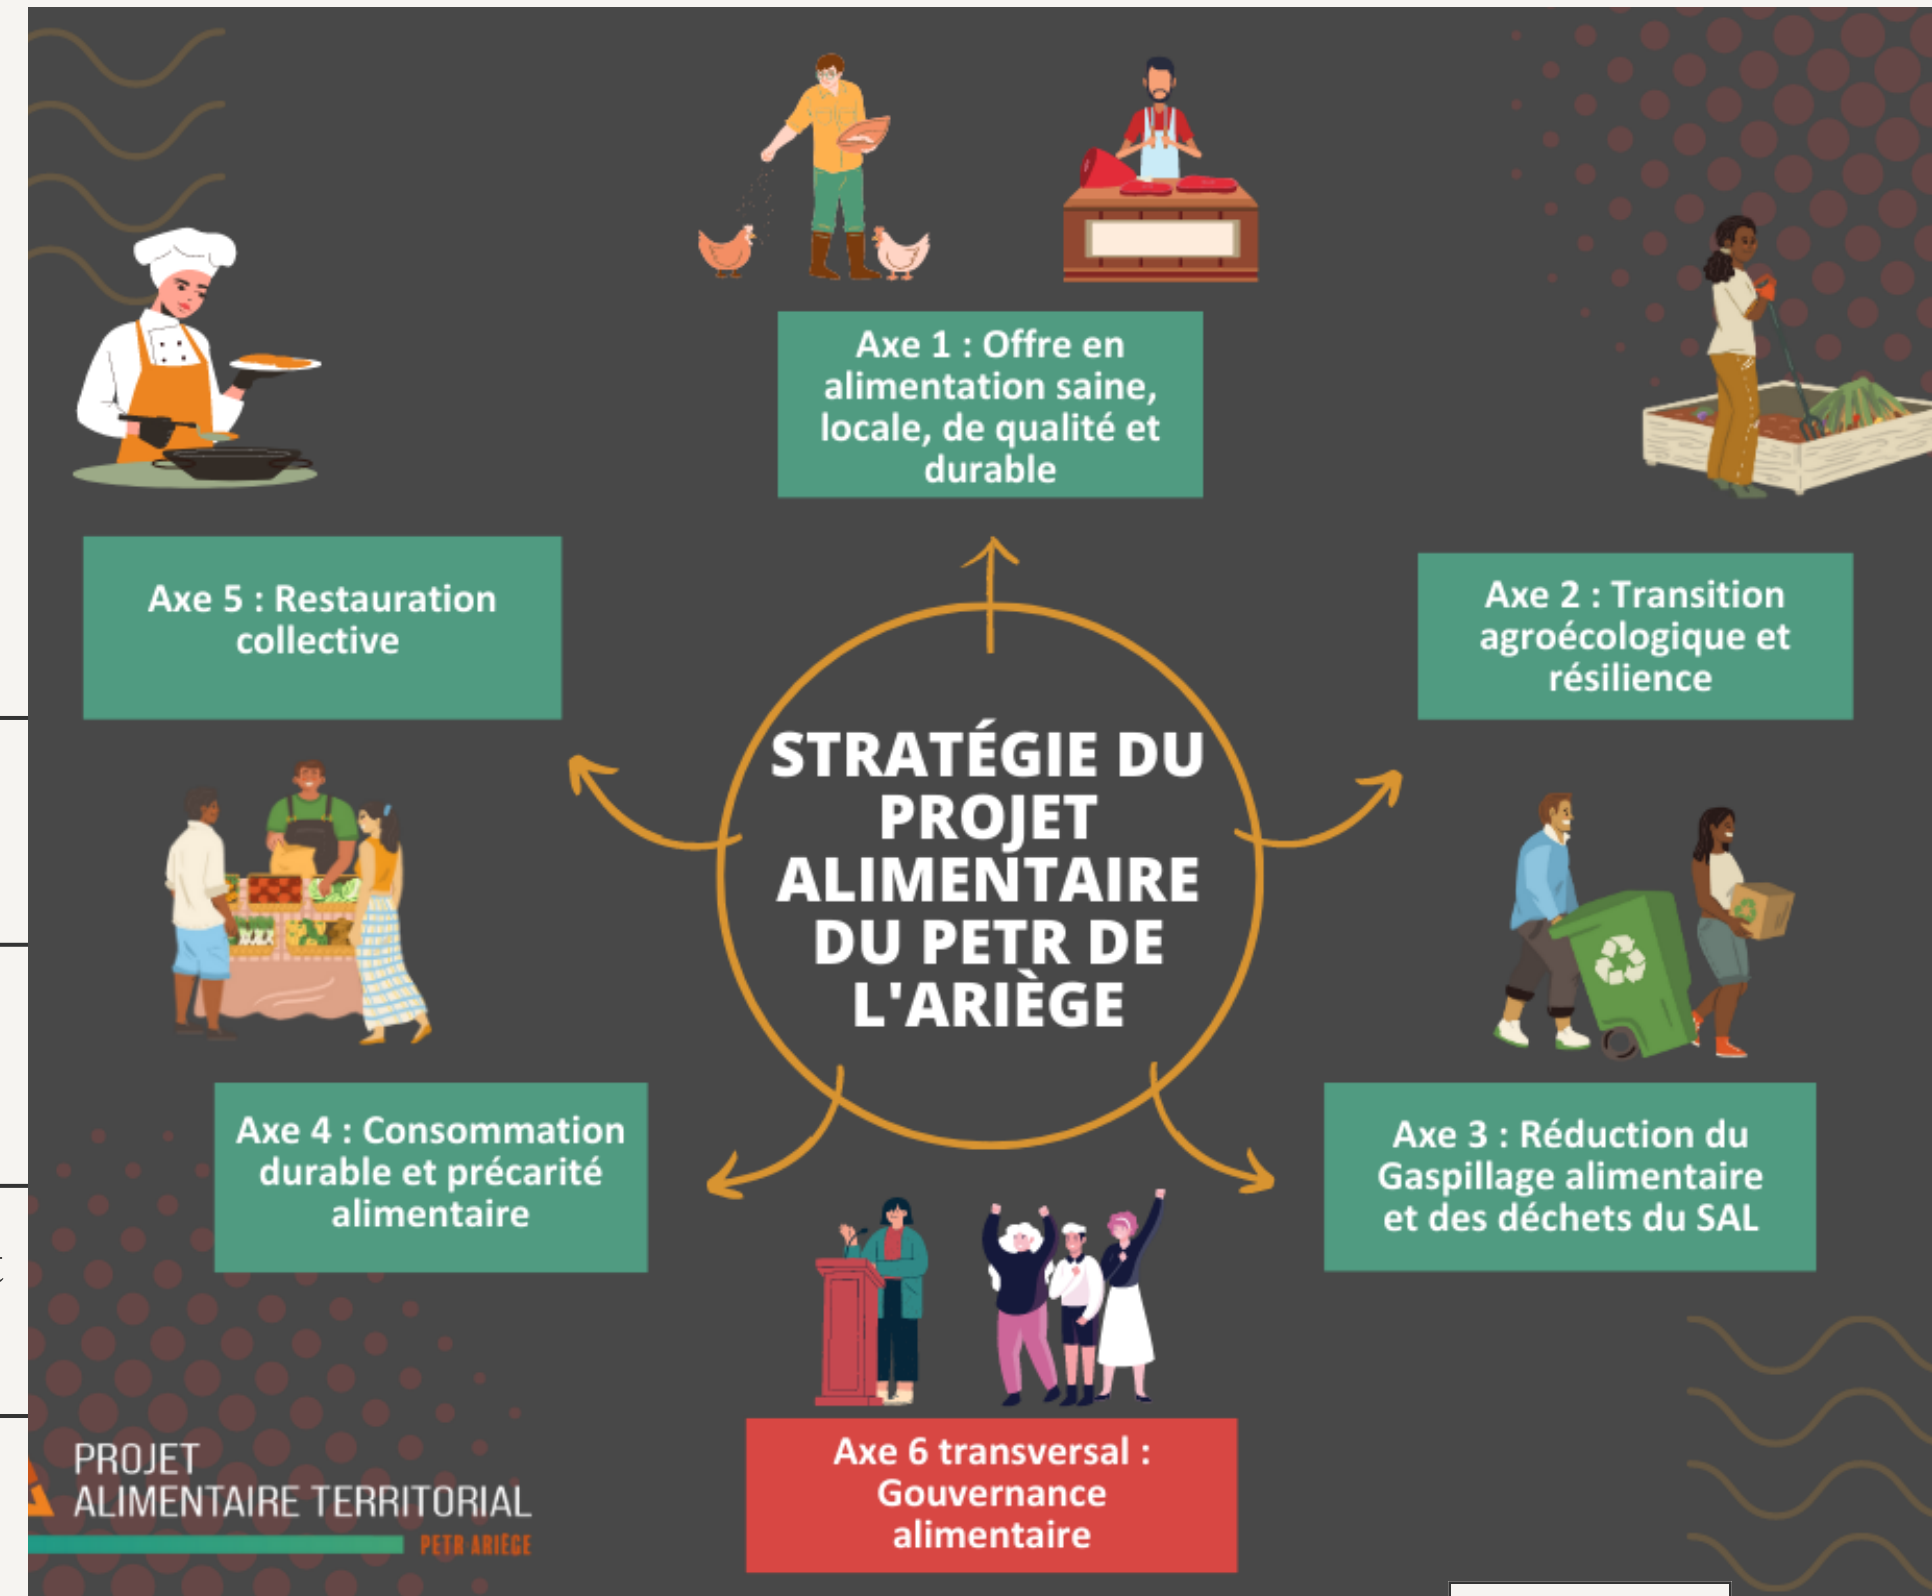 Axe 1 : Offre en
alimentation saine,
locale, de qualité et
durable
Axe 5 : Restauration
collective
Axe 2 : Transition
agroécologique et
résilience
STRATÉGIE DU
PROJET
ALIMENTAIRE
DU PETR DE
L'ARIÈGE
Axe 4 : Consommation
durable et précarité
alimentaire
Axe 3 : Réduction du
Gaspillage alimentaire
et des déchets du SAL
Axe 6 transversal :
Gouvernance
alimentaire
PROJET
ALIMENTAIRE TERRITORIAL
PETR ARIÈGE